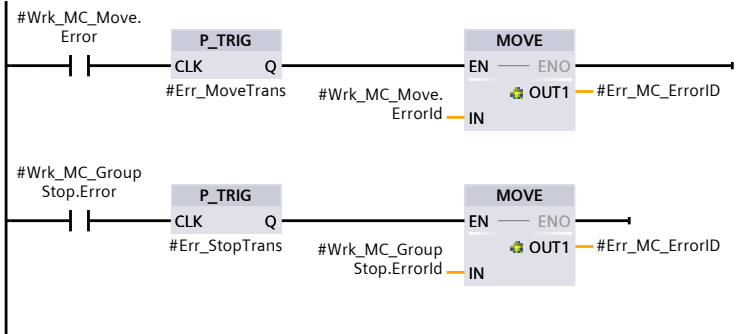 #Wrk_MC_Move.
Error
P_TRIG
MOVE
CLK Q
EN ENO
#Err_MoveTrans
#Wrk_MC_Move.
ErrorId
OUT1
#Err_MC_ErrorID
IN
#Wrk_MC_Group
Stop.Error
P_TRIG
MOVE
CLK Q
EN ENO
#Err_StopTrans
#Wrk_MC_Group
Stop.ErrorId
OUT1
#Err_MC_ErrorID
IN